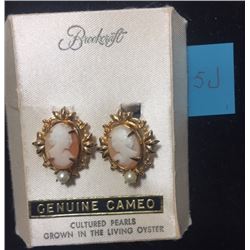 Brookcraft
5J
GENUINE CAMEO
CULTURED PEARLS
GROWN IN THE LIVING OYSTER